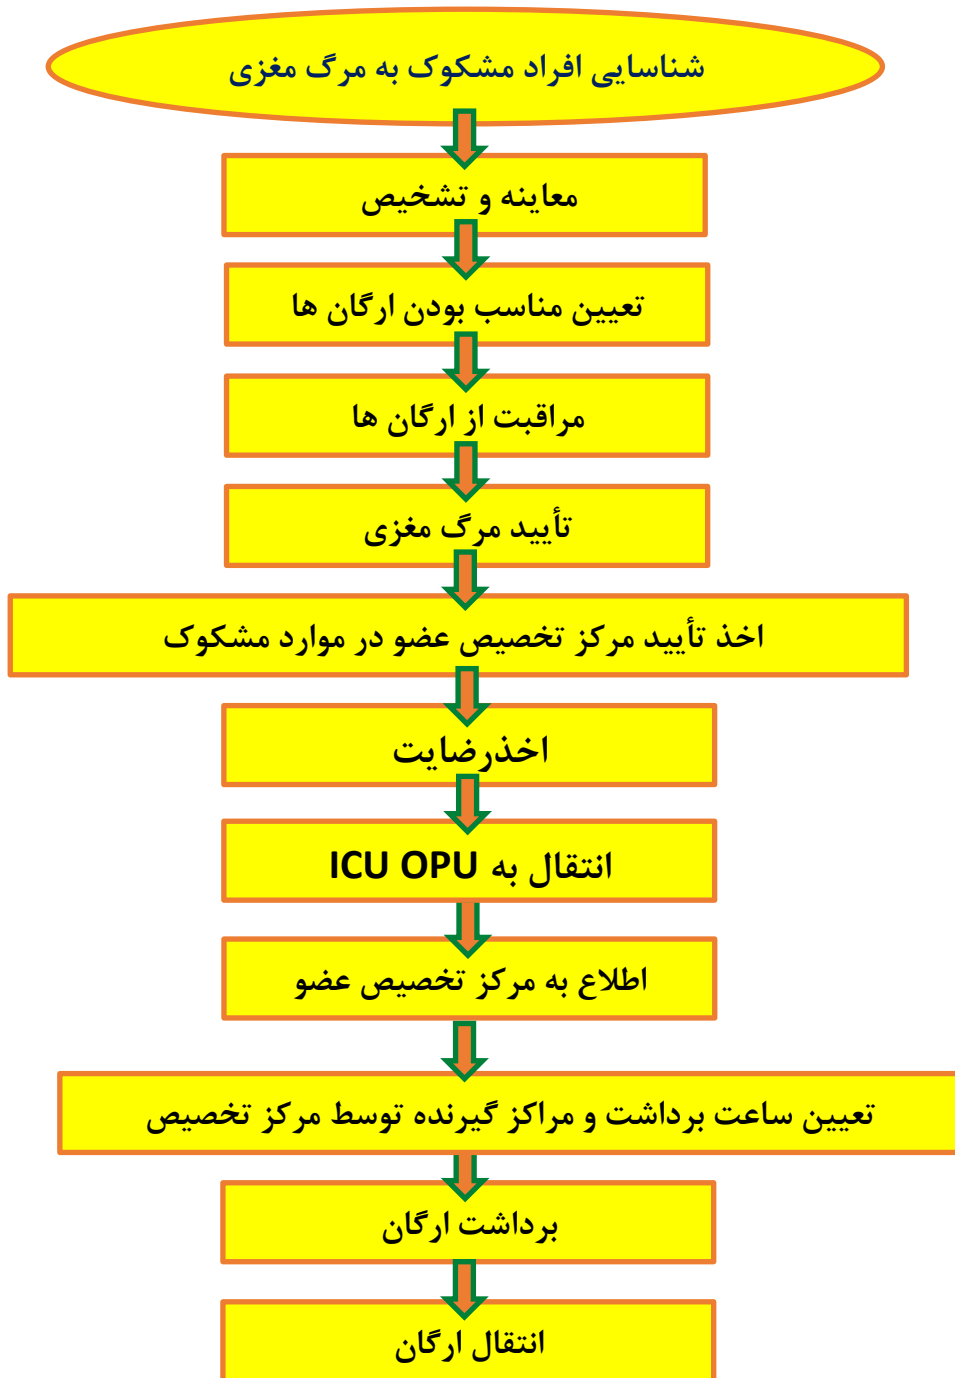 شناسایی افراد مشکوک به مرگ مغزی
معاینه و تشخیص
تعیین مناسب بودن ارگان ها
مراقبت از ارگان ها
تأیید مرگ مغزی
اخذ تأیید مرکز تخصیص عضو در موارد مشکوک
اخذرضایت
انتقال به ICU OPU
اطلاع به مرکز تخصیص عضو
تعیین ساعت برداشت و مراکز گیرنده توسط مرکز تخصیص
برداشت ارگان
انتقال ارگان